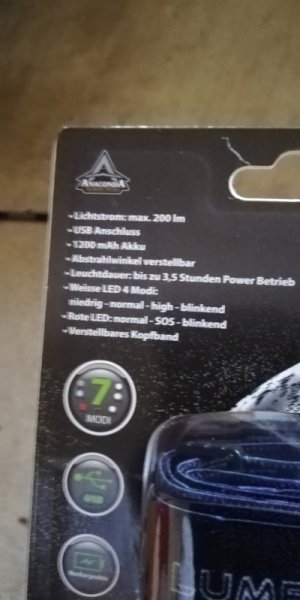 ANACONDA
- Lichtstrom: max. 200 lm
- USB Anschluss
- 1200 mAh Akku
- Abstrahlwinkel verstellbar
- Leuchtdauer: bis zu 3,5 Stunden Power Betrieb
- Weisse LED 4 Modi:
niedrig - normal - high - blinkend
- Rote LED: normal - SOS - blinkend
- Verstellbares Kopfband
7
MODI
USB
Rechargeable
LUME